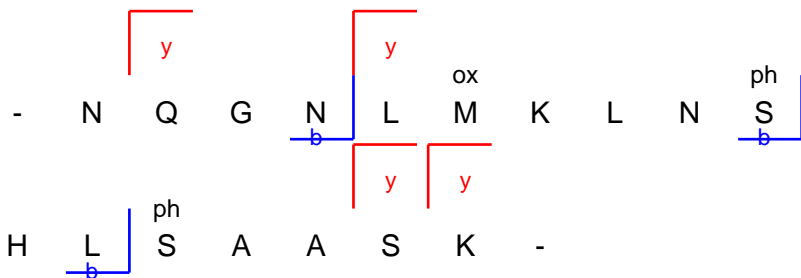 y y
ox ph
- N Q G N L M K L N S
b b
y y
ph
H L S A A S K -
b